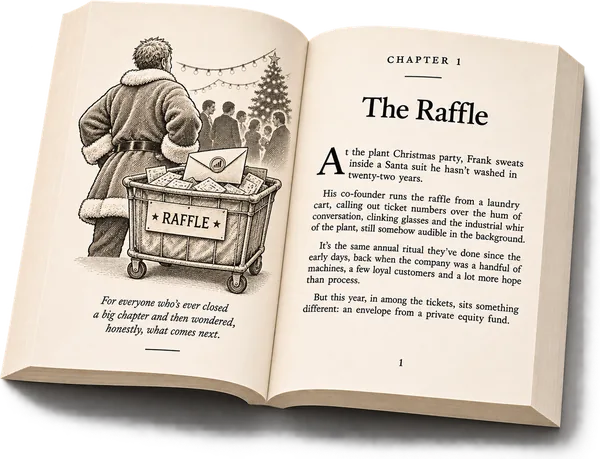 ★ RAFFLE ★
For everyone who's ever closed
a big chapter and then wondered,
honestly, what comes next.
CHAPTER 1
The Raffle
At the plant Christmas party, Frank sweats
inside a Santa suit he hasn't washed in
twenty-two years.
His co-founder runs the raffle from a laundry
cart, calling out ticket numbers over the hum of
conversation, clinking glasses and the industrial whir
of the plant, still somehow audible in the background.
It's the same annual ritual they've done since the
early days, back when the company was a handful of
machines, a few loyal customers and a lot more hope
than process.
But this year, in among the tickets, sits something
different: an envelope from a private equity fund.
1